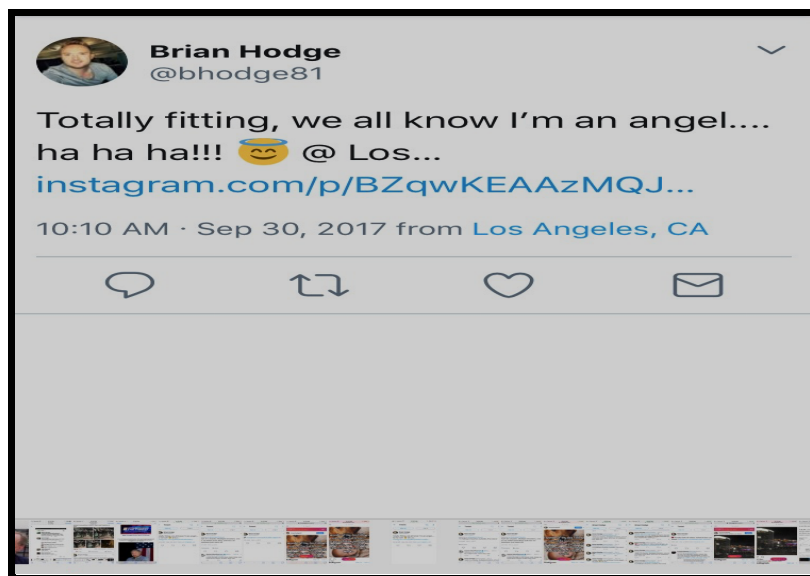 Brian Hodge
@bhodge81
Totally fitting, we all know I’m an angel....
ha ha ha!!! 😇 @ Los...
instagram.com/p/BZqwKEAAzMQJ...
10:10 AM · Sep 30, 2017 from Los Angeles, CA